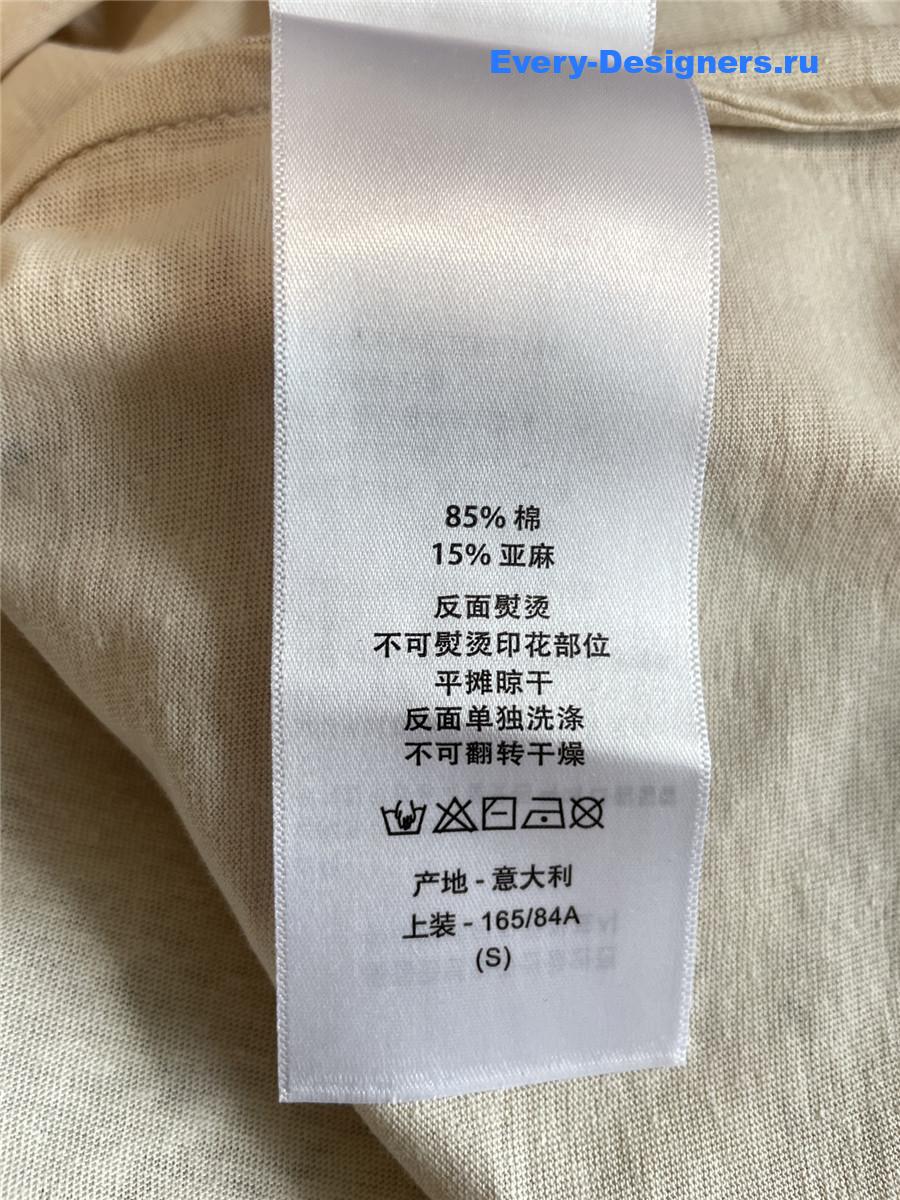 Every-Designers.ru
85% 棉
15% 亚麻
反面熨烫
不可熨烫印花部位
平摊晾干
反面单独洗涤
不可翻转干燥
产地 - 意大利
上装 - 165/84A
(S)